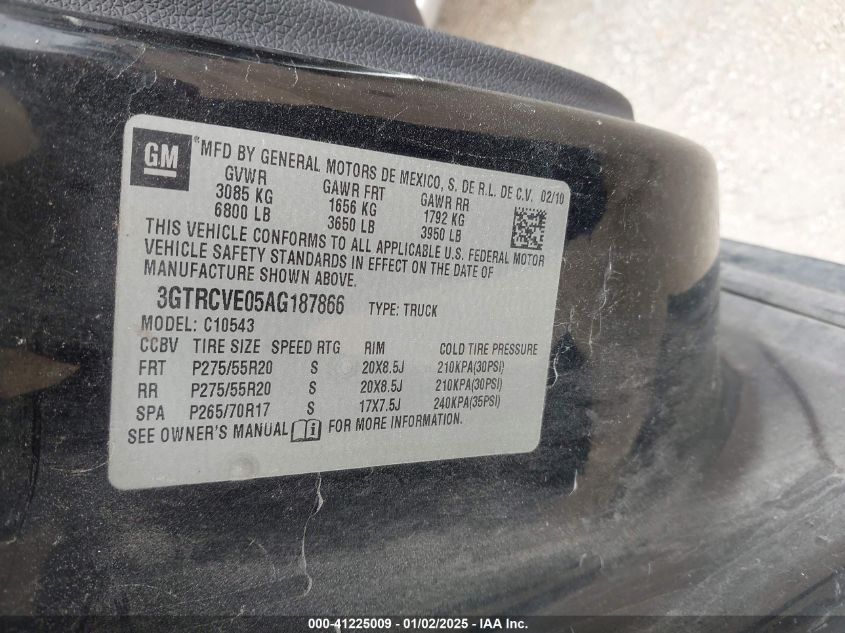 GM
*MFD BY GENERAL MOTORS DE MEXICO, S. DE R.L. DE C.V. 02/10
GVWR GAWR FRT GAWR RR
3085 KG 1656 KG 1792 KG
6800 LB 3650 LB 3950 LB
THIS VEHICLE CONFORMS TO ALL APPLICABLE U.S. FEDERAL MOTOR
VEHICLE SAFETY STANDARDS IN EFFECT ON THE DATE OF
MANUFACTURE SHOWN ABOVE.
3GTRCVE05AG187866 TYPE: TRUCK
MODEL: C10543
CCBV TIRE SIZE SPEED RTG RIM COLD TIRE PRESSURE
FRT P275/55R20 S 20X8.5J 210KPA(30PSI)
RR P275/55R20 S 20X8.5J 210KPA(30PSI)
SPA P265/70R17 S 17X7.5J 240KPA(35PSI)
SEE OWNER'S MANUAL i FOR MORE INFORMATION.
000-41225009 - 01/02/2025 - IAA Inc.